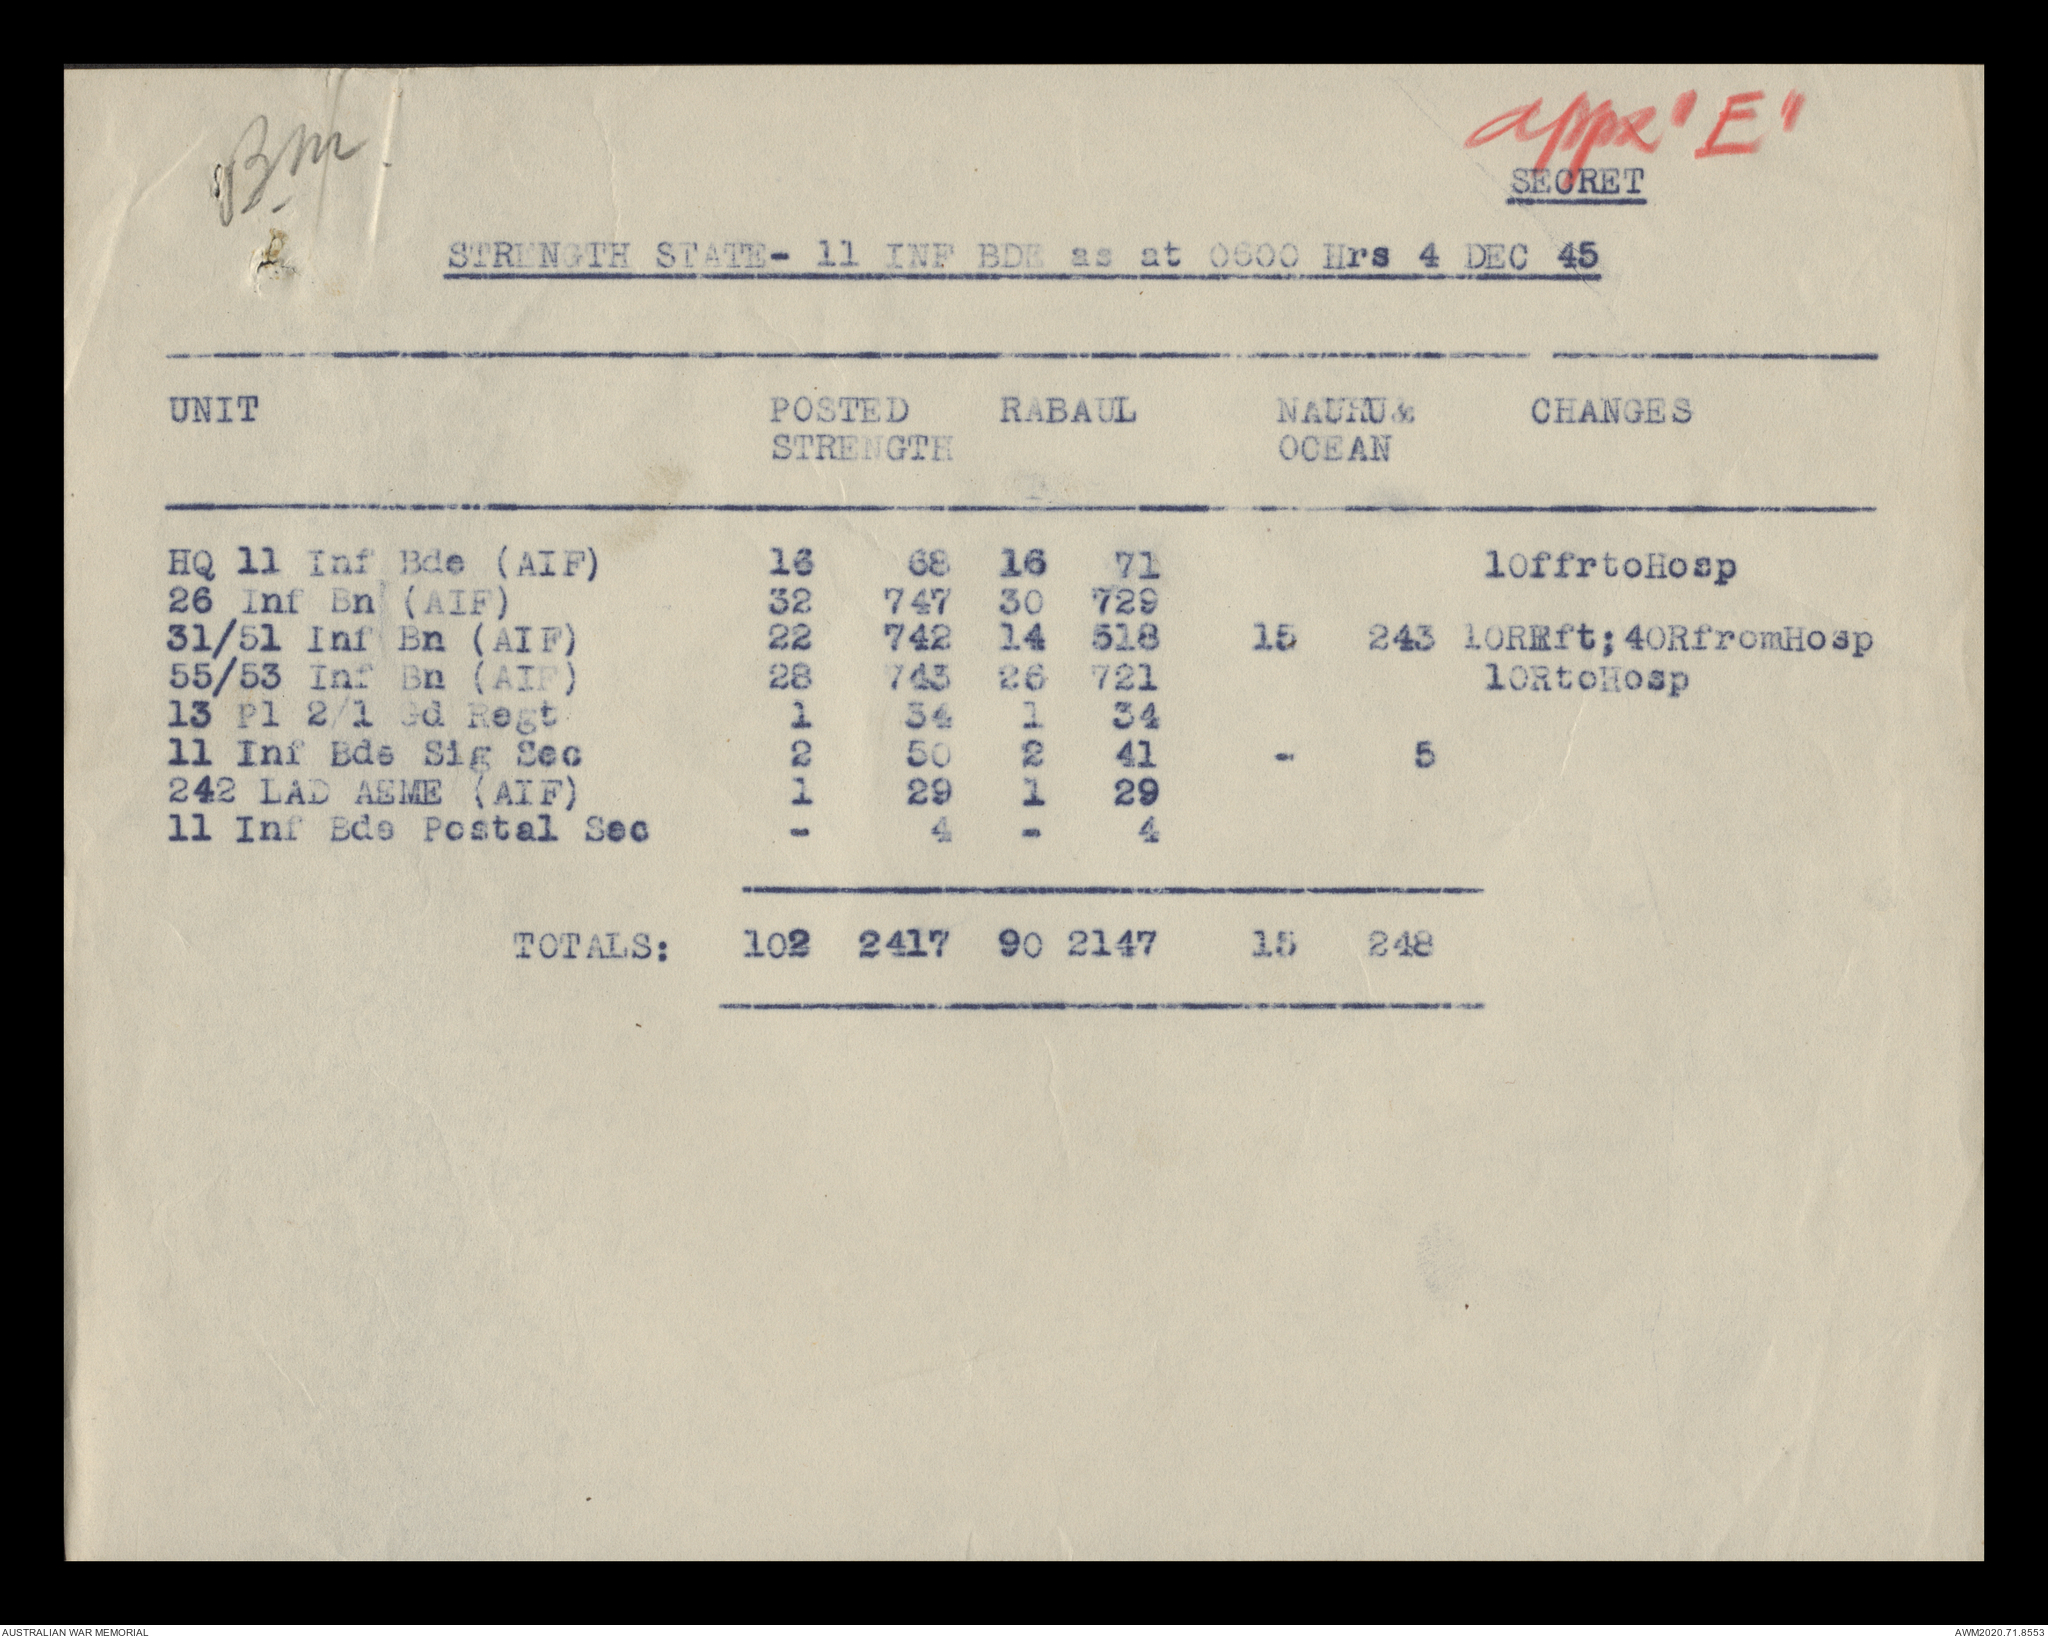 BM
appx "E"
SECRET
STRENGTH STATE- 11 INF BDE as at 0600 Hrs 4 DEC 45
UNIT POSTED RABAUL NAURU& CHANGES
STRENGTH OCEAN
HQ 11 Inf Bde (AIF) 16 68 16 71 1OffrtoHosp
26 Inf Bn (AIF) 32 747 30 729
31/51 Inf Bn (AIF) 22 742 14 518 15 243 1ORRft;4ORfromHosp
55/53 Inf Bn (AIF) 28 743 26 721 1ORtoHosp
13 Pl 2/1 Gd Regt 1 34 1 34
11 Inf Bde Sig Sec 2 50 2 41 - 5
242 LAD AEME (AIF) 1 29 1 29
11 Inf Bde Postal Sec - 4 - 4
TOTALS: 102 2417 90 2147 15 248
AUSTRALIAN WAR MEMORIAL AWM2020.71.8553